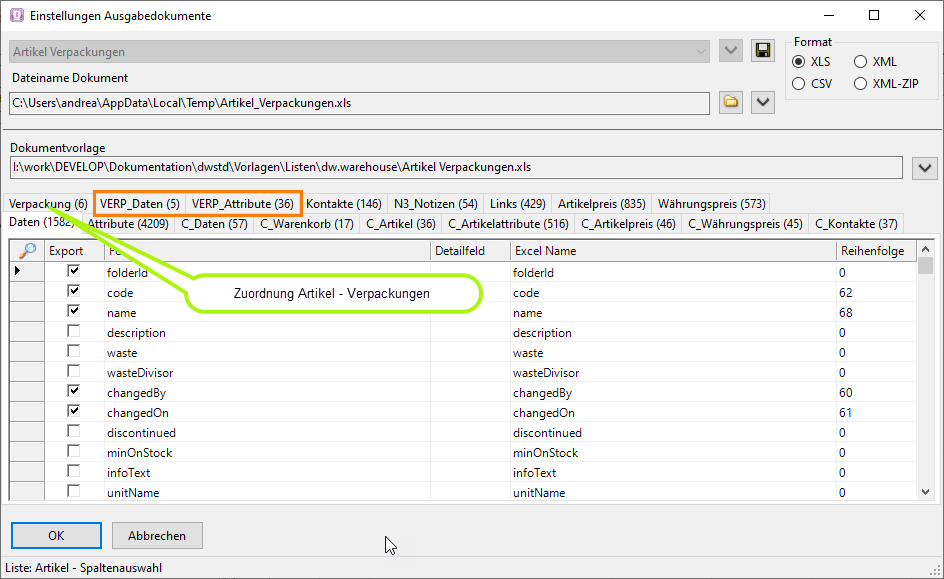 Einstellungen Ausgabedokumente
Artikel Verpackungen
Format
XLS XML
CSV XML-ZIP
Dateiname Dokument
C:\Users\andrea\AppData\Local\Temp\Artikel_Verpackungen.xls
Dokumentvorlage
I:\work\DEVELOP\Dokumentation\dwstd\Vorlagen\Listen\dw.warehouse\Artikel Verpackungen.xls
Verpackung (6) VERP_Daten (5) VERP_Attribute (36) Kontakte (146) N3_Notizen (54) Links (429) Artikelpreis (835) Währungspreis (573)
Daten (1582) Attribute (4209) C_Daten (57) C_Warenkorb (17) C_Artikel (36) C_Artikelattribute (516) C_Artikelpreis (46) C_Währungspreis (45) C_Kontakte (37)
Export Detailfeld Excel Name Reihenfolge
folderId folderId 0
Zuordnung Artikel - Verpackungen
code code 62
name name 68
description description 0
waste waste 0
wasteDivisor wasteDivisor 0
changedBy changedBy 60
changedOn changedOn 61
discontinued discontinued 0
minOnStock minOnStock 0
infoText infoText 0
unitName unitName 0
OK Abbrechen
Liste: Artikel - Spaltenauswahl